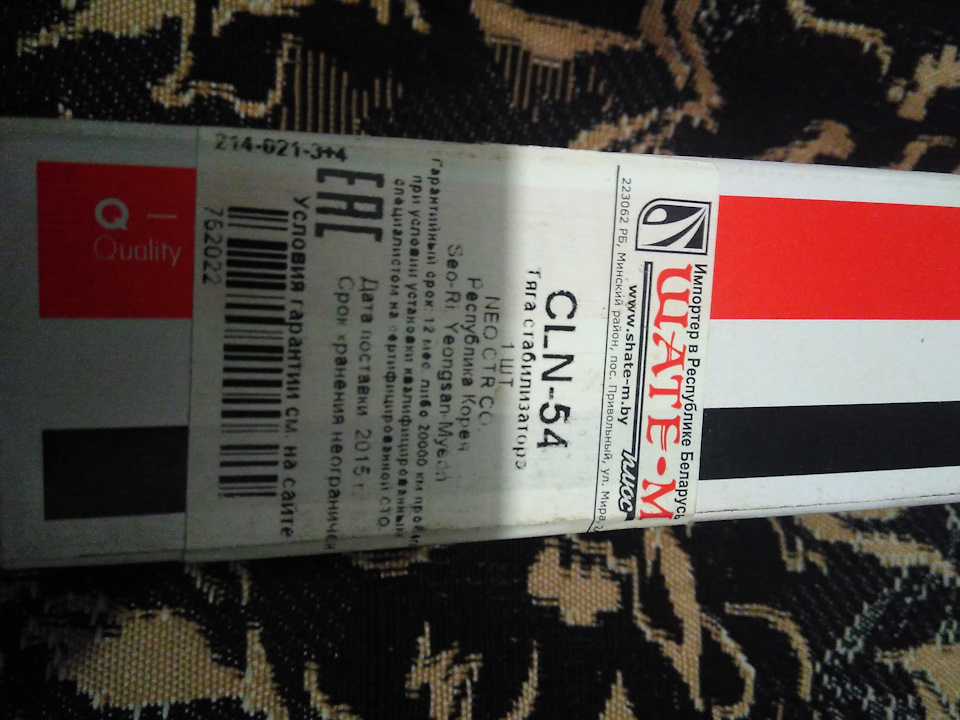 Импортер в Республике Беларусь
ШАТЕ-М
плюс
www.shate-m.by
223062 РБ, Минский район, пос. Привольный, ул. Мира,
CLN-54
тяга стабилизатора
1 ШТ
NEO CTR Co.
Республика Корея
Seo-Ri, Yeongsan-Myeon
Гарантийный срок: 12 мес. либо 20000 км
при условии установки квалифицированным
специалистом на сертифицированной СТО.
Дата поставки 2015 г.
Срок хранения неограничен
EAC
Условия гарантии см. на сайте
762022
214-021-3+4
Q
Quality